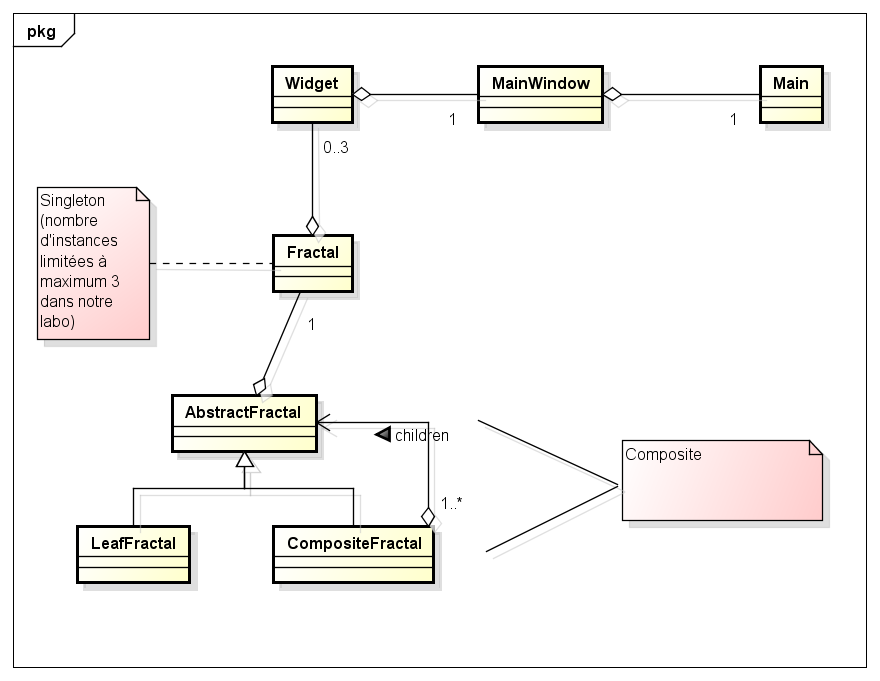 pkg
Widget
MainWindow
Main
1
1
0..3
Singleton
(nombre
d'instances
limitées à
maximum 3
dans notre
labo)
Fractal
1
AbstractFractal
children
Composite
1..*
LeafFractal
CompositeFractal